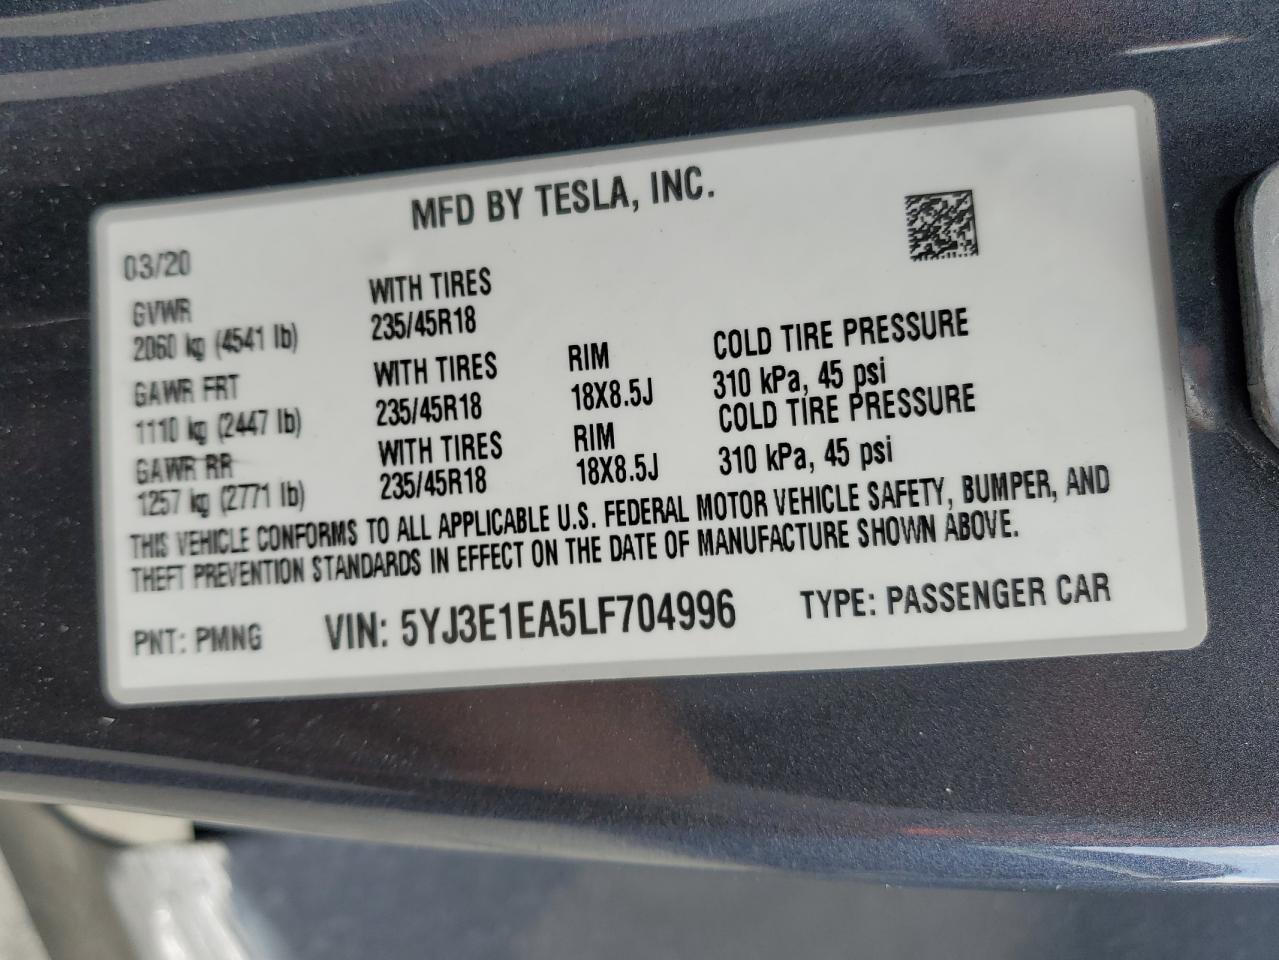 MFD BY TESLA, INC.
03/20
GVWR
2060 kg (4541 lb)
WITH TIRES
235/45R18
GAWR FRT
1110 kg (2447 lb)
WITH TIRES
235/45R18
RIM
18X8.5J
COLD TIRE PRESSURE
310 kPa, 45 psi
GAWR RR
1257 kg (2771 lb)
WITH TIRES
235/45R18
RIM
18X8.5J
COLD TIRE PRESSURE
310 kPa, 45 psi
THIS VEHICLE CONFORMS TO ALL APPLICABLE U.S. FEDERAL MOTOR VEHICLE SAFETY, BUMPER, AND
THEFT PREVENTION STANDARDS IN EFFECT ON THE DATE OF MANUFACTURE SHOWN ABOVE.
PNT: PMNG
VIN: 5YJ3E1EA5LF704996
TYPE: PASSENGER CAR